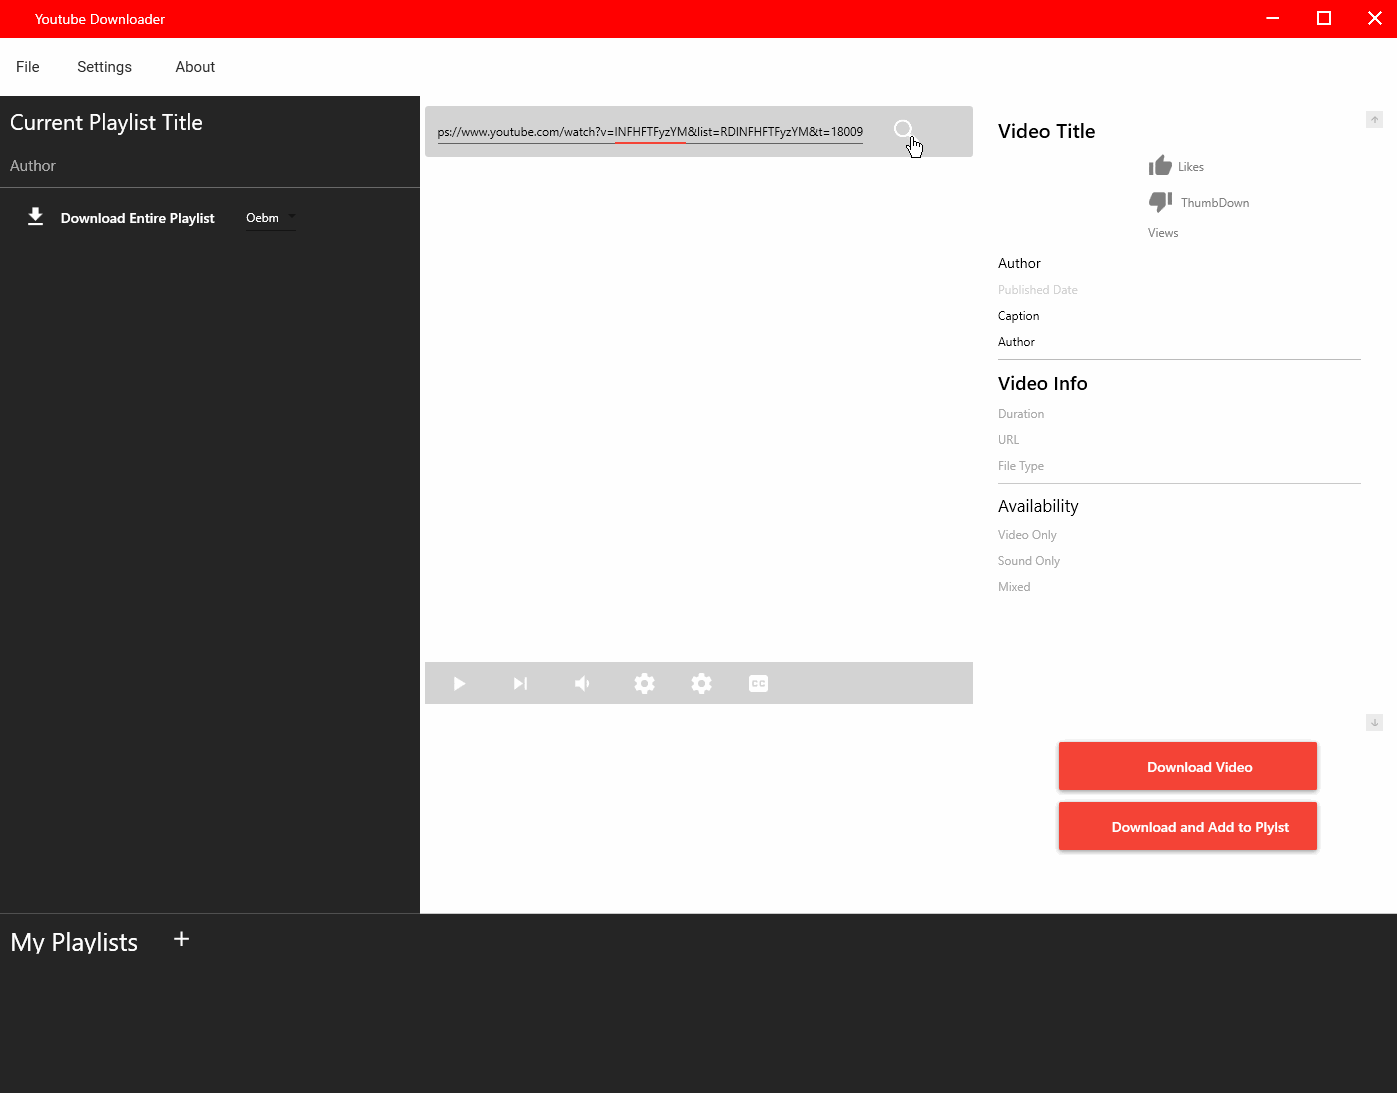 Youtube Downloader
File Settings About
Current Playlist Title
Author
Download Entire Playlist Oebm
ps://www.youtube.com/watch?v=INFHFTFyzYM&list=RDINFHFTFyzYM&t=18009
CC
Video Title
Likes
ThumbDown
Views
Author
Published Date
Caption
Author
Video Info
Duration
URL
File Type
Availability
Video Only
Sound Only
Mixed
Download Video
Download and Add to Plylst
My Playlists +